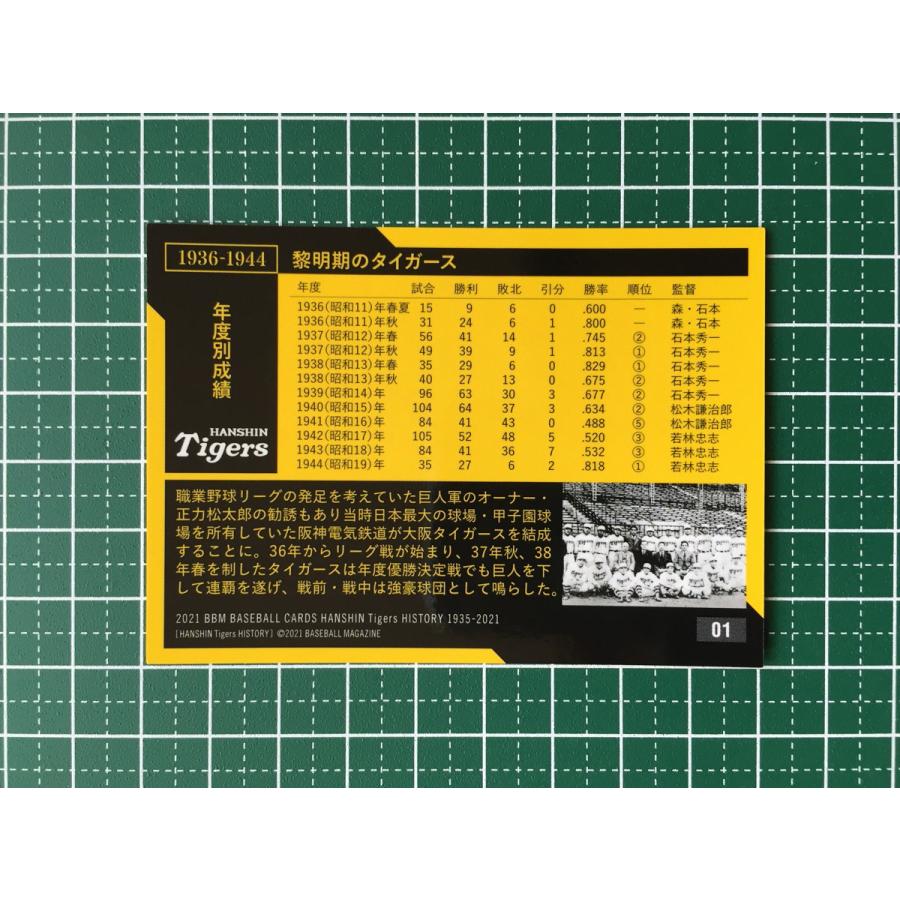 1936-1944
黎明期のタイガース
年度別成績
HANSHIN
Tigers
年度 試合 勝利 敗北 引分 勝率 順位 監督
1936(昭和11)年春夏 15 9 6 0 .600 — 森・石本
1936(昭和11)年秋 31 24 6 1 .800 — 森・石本
1937(昭和12)年春 56 41 14 1 .745 ② 石本秀一
1937(昭和12)年秋 49 39 9 1 .813 ① 石本秀一
1938(昭和13)年春 35 29 6 0 .829 ① 石本秀一
1938(昭和13)年秋 40 27 13 0 .675 ② 石本秀一
1939(昭和14)年 96 63 30 3 .677 ② 石本秀一
1940(昭和15)年 104 64 37 3 .634 ② 松木謙治郎
1941(昭和16)年 84 41 43 0 .488 ⑤ 松木謙治郎
1942(昭和17)年 105 52 48 5 .520 ③ 若林忠志
1943(昭和18)年 84 41 36 7 .532 ③ 若林忠志
1944(昭和19)年 35 27 6 2 .818 ① 若林忠志
職業野球リーグの発足を考えていた巨人軍のオーナー・
正力松太郎の勧誘もあり当時日本最大の球場・甲子園球
場を所有していた阪神電気鉄道が大阪タイガースを結成
することに。36年からリーグ戦が始まり、37年秋、38
年春を制したタイガースは年度優勝決定戦でも巨人を下
して連覇を遂げ、戦前・戦中は強豪球団として鳴らした。
2021 BBM BASEBALL CARDS HANSHIN Tigers HISTORY 1935-2021
[HANSHIN Tigers HISTORY] ©2021 BASEBALL MAGAZINE
01